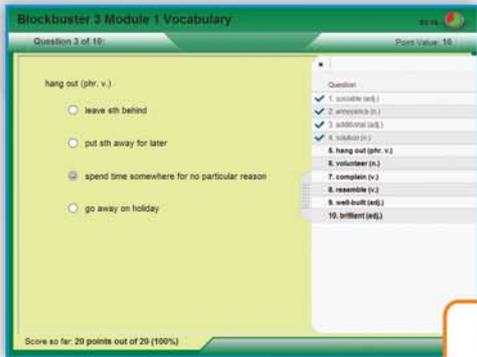 Blockbuster 3 Module 1 Vocabulary
Question 3 of 10:
Point Value: 10
hang out (phr. v.)
leave sth behind
put sth away for later
spend time somewhere for no particular reason
go away on holiday
Question
1. sociable (adj.)
2. annoyance (n.)
3. additional (adj.)
4. solution (n.)
5. hang out (phr. v.)
6. volunteer (n.)
7. complain (v.)
8. resemble (v.)
9. well-built (adj.)
10. brilliant (adj.)
Score so far: 20 points out of 20 (100%)